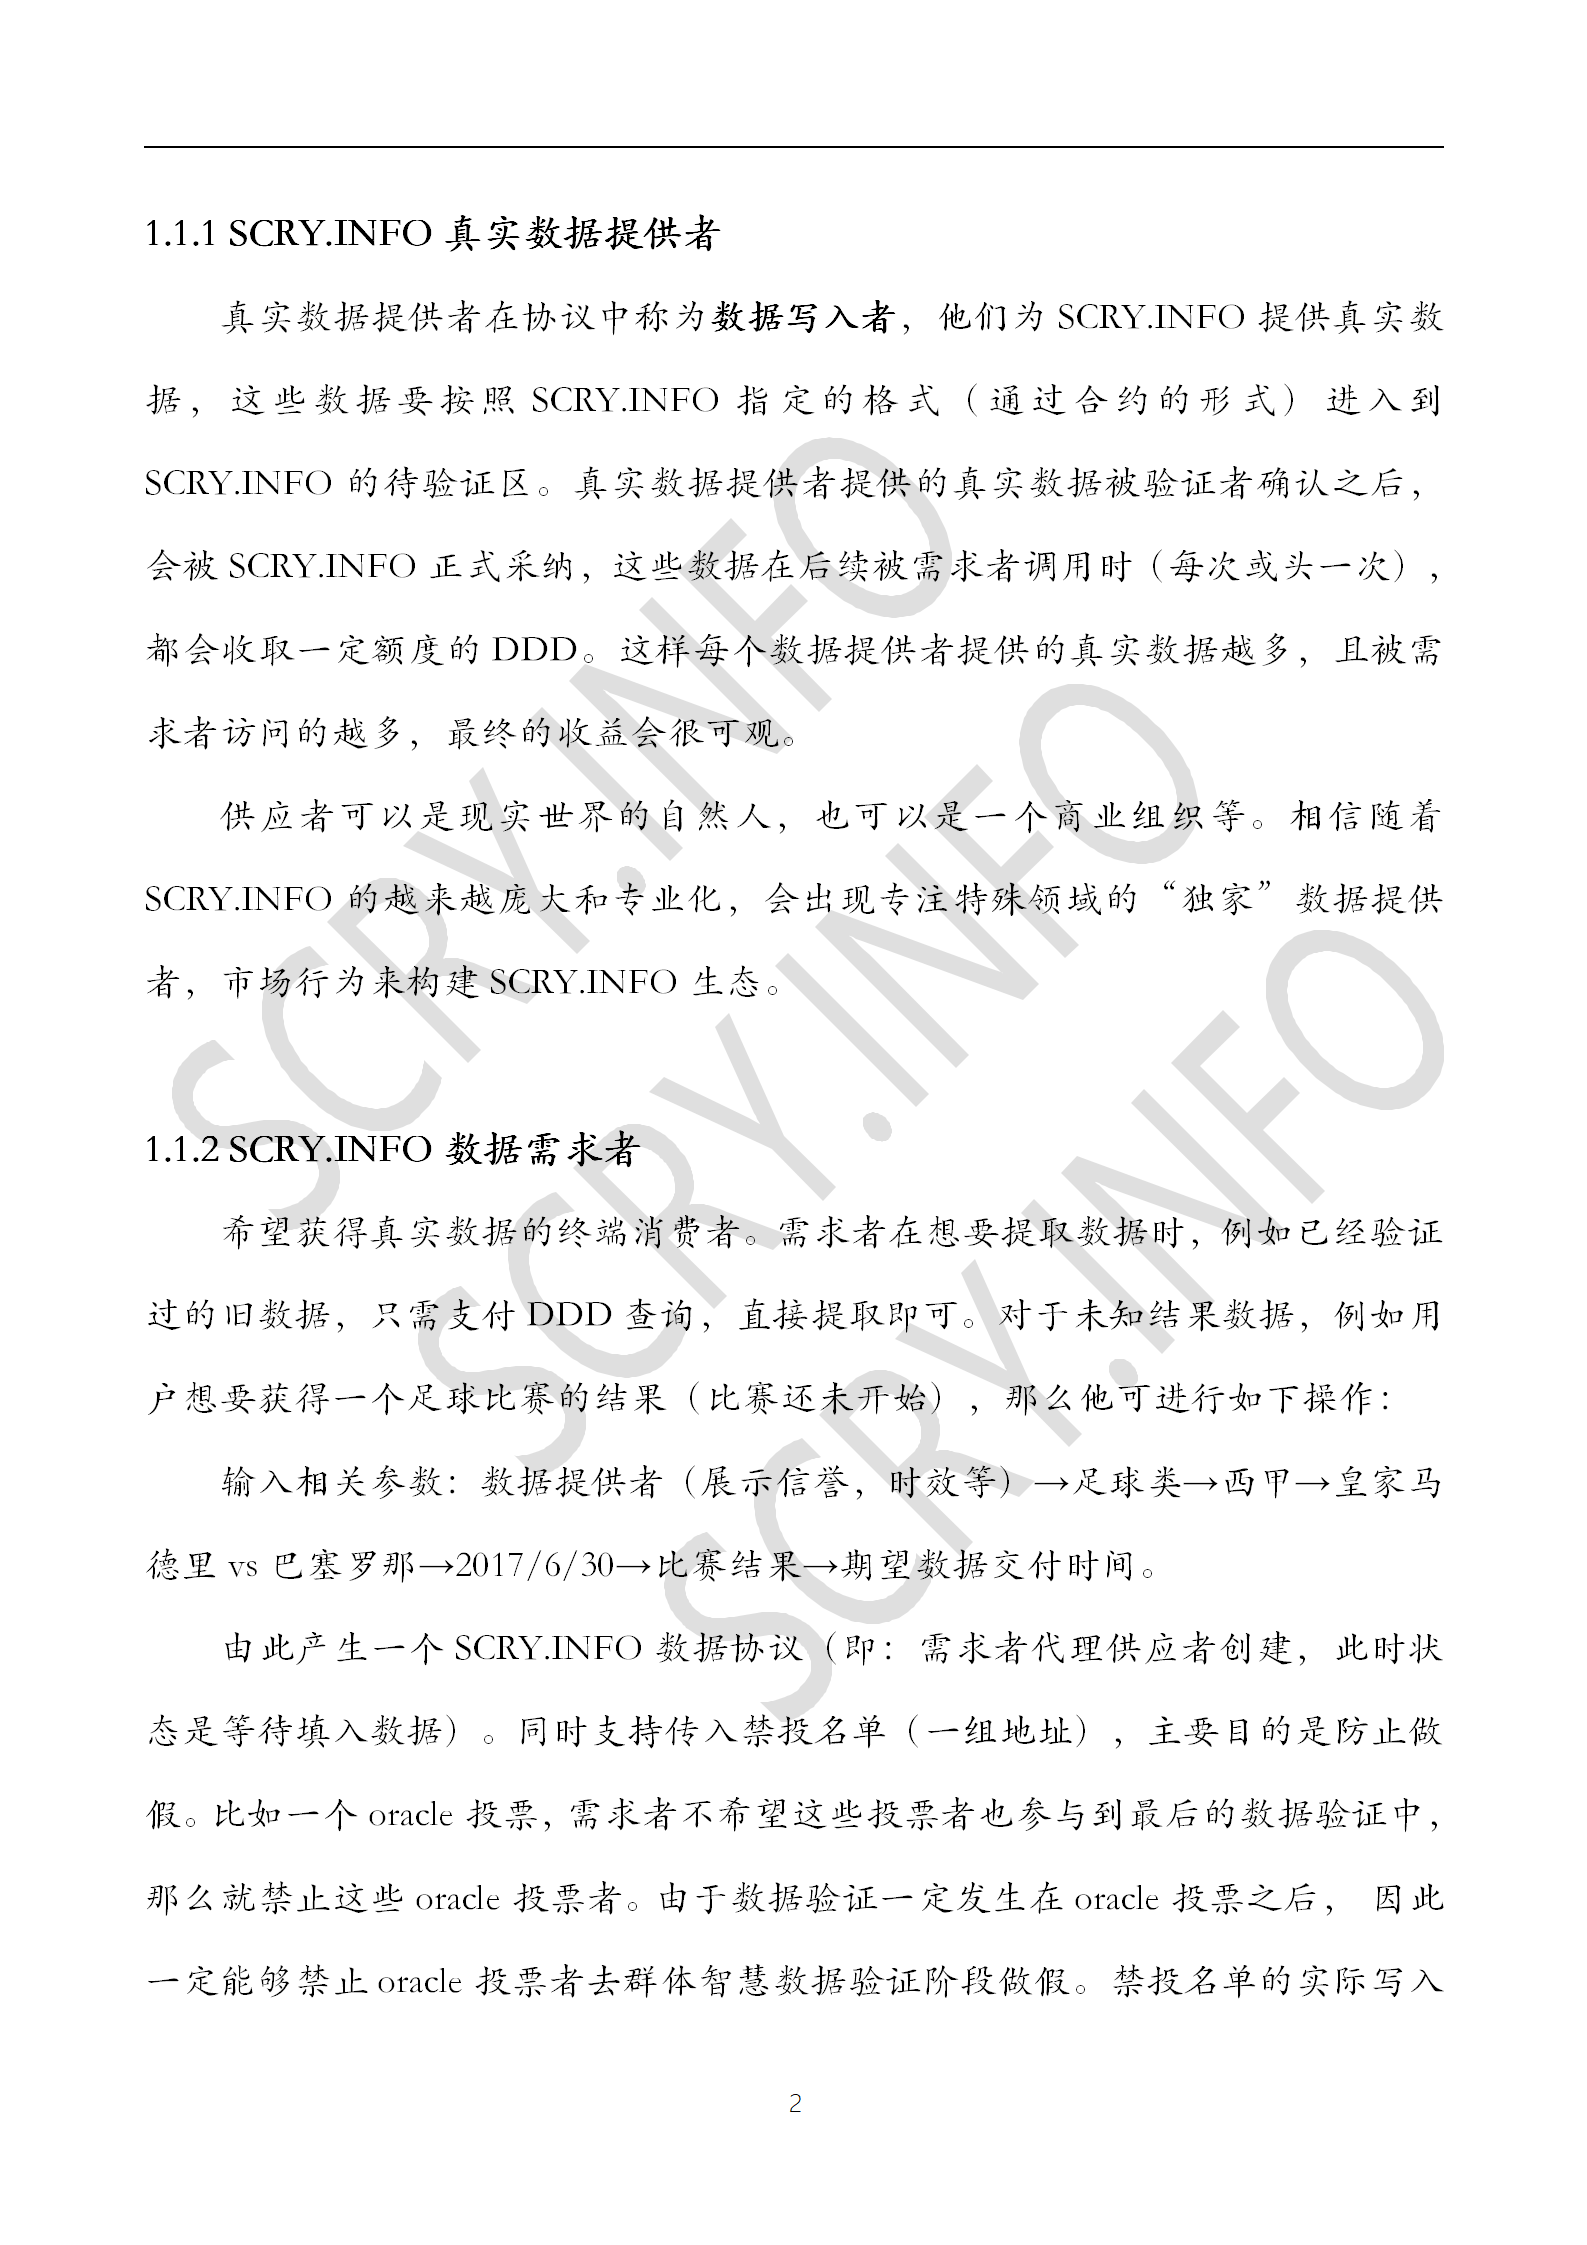 1.1.1 SCRY.INFO 真实数据提供者
真实数据提供者在协议中称为数据写入者，他们为 SCRY.INFO 提供真实数
据，这些数据要按照 SCRY.INFO 指定的格式（通过合约的形式）进入到
SCRY.INFO 的待验证区。真实数据提供者提供的真实数据被验证者确认之后，
会被 SCRY.INFO 正式采纳，这些数据在后续被需求者调用时（每次或头一次），
都会收取一定额度的 DDD。这样每个数据提供者提供的真实数据越多，且被需
求者访问的越多，最终的收益会很可观。
供应者可以是现实世界的自然人，也可以是一个商业组织等。相信随着
SCRY.INFO 的越来越庞大和专业化，会出现专注特殊领域的“独家”数据提供
者，市场行为来构建 SCRY.INFO 生态。
1.1.2 SCRY.INFO 数据需求者
希望获得真实数据的终端消费者。需求者在想要提取数据时，例如已经验证
过的旧数据，只需支付 DDD 查询，直接提取即可。对于未知结果数据，例如用
户想要获得一个足球比赛的结果（比赛还未开始），那么他可进行如下操作：
输入相关参数：数据提供者（展示信誉，时效等）→足球类→西甲→皇家马
德里 vs 巴塞罗那→2017/6/30→比赛结果→期望数据交付时间。
由此产生一个 SCRY.INFO 数据协议（即：需求者代理供应者创建，此时状
态是等待填入数据）。同时支持传入禁投名单（一组地址），主要目的是防止做
假。比如一个 oracle 投票，需求者不希望这些投票者也参与到最后的数据验证中，
那么就禁止这些 oracle 投票者。由于数据验证一定发生在 oracle 投票之后， 因此
一定能够禁止 oracle 投票者去群体智慧数据验证阶段做假。禁投名单的实际写入
2
SCRY.INFO
SCRY.INFO
SCRY.INFO